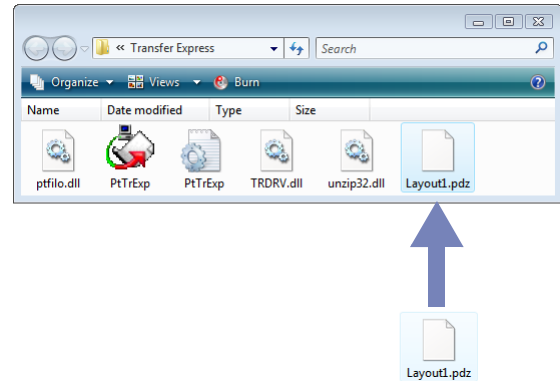 « Transfer Express Search
Organize Views Burn
Name Date modified Type Size
ptfilo.dll PtTrExp PtTrExp TRDRV.dll unzip32.dll Layout1.pdz
Layout1.pdz